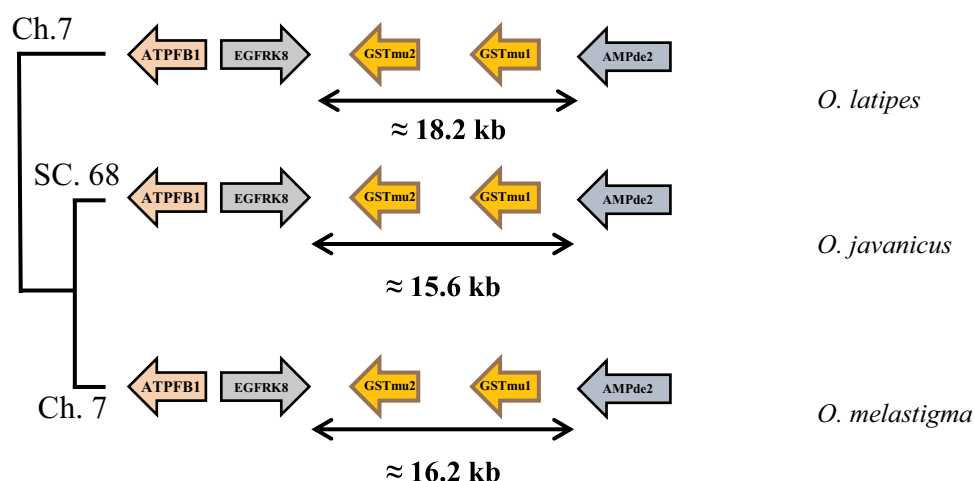 Ch.7
ATPFB1 EGFRK8 GSTmu2 GSTmu1 AMPde2
≈ 18.2 kb
O. latipes
SC. 68
ATPFB1 EGFRK8 GSTmu2 GSTmu1 AMPde2
≈ 15.6 kb
O. javanicus
ATPFB1 EGFRK8 GSTmu2 GSTmu1 AMPde2
Ch. 7
≈ 16.2 kb
O. melastigma